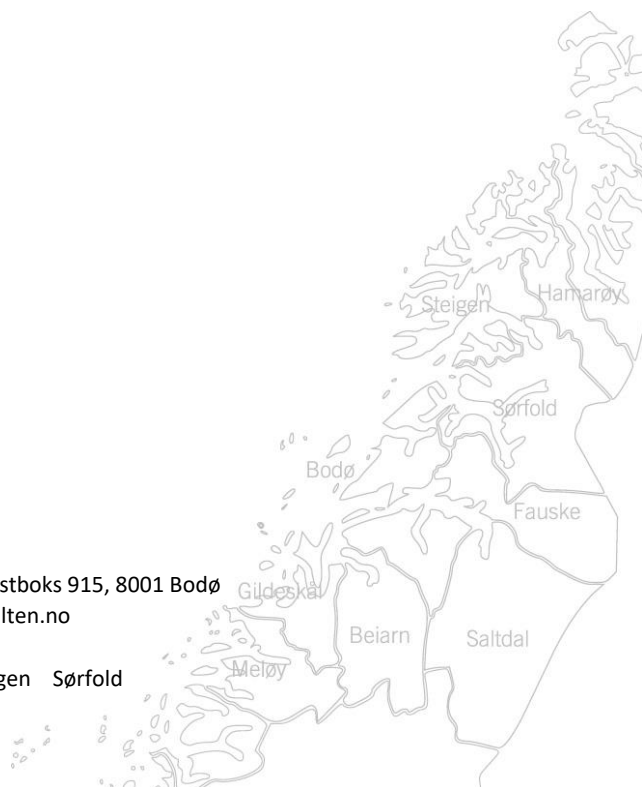 Steigen
Hamarøy
Sørfold
Bodø
Fauske
stboks 915, 8001 Bodø
Gildeskål
lten.no
Beiarn
Saltdal
Meløy
gen Sørfold